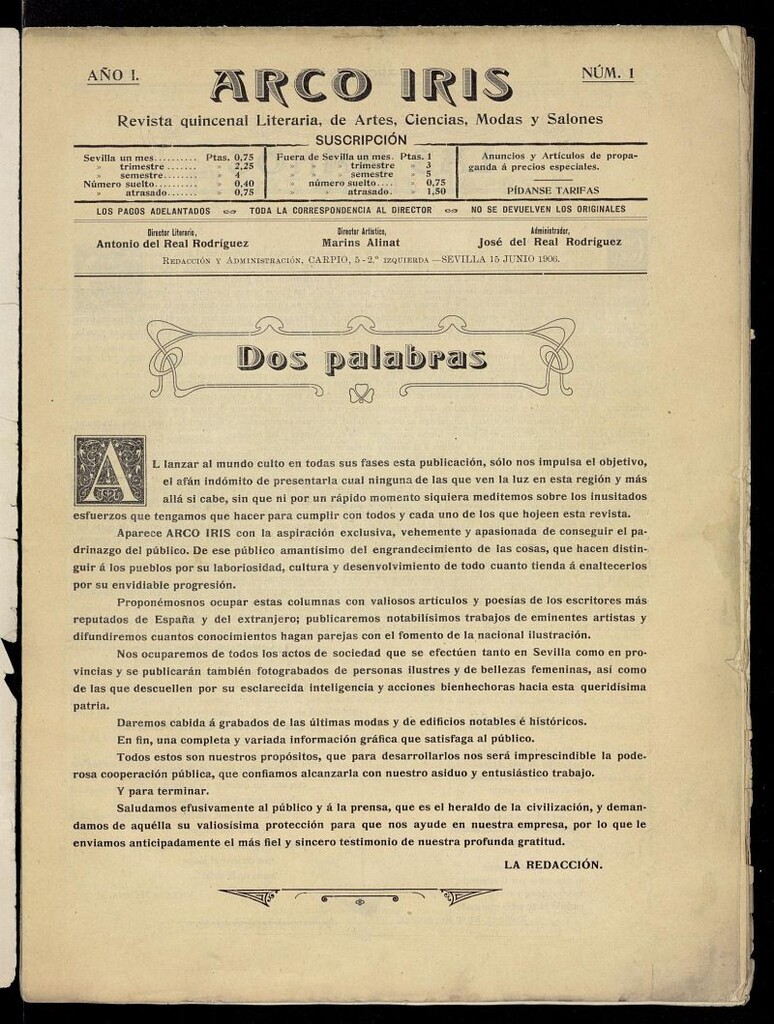 AÑO I.
ARCO IRIS
NÚM. 1
Revista quincenal Literaria, de Artes, Ciencias, Modas y Salones
SUSCRIPCIÓN
Sevilla un mes.......... Ptas. 0,75
» trimestre....... » 2,25
» semestre....... » 4
Número suelto....... » 0,40
» atrasado....... » 0,75
Fuera de Sevilla un mes. Ptas. 1
» » » trimestre » 3
» » » semestre » 5
» número suelto.... » 0,75
» » atrasado. » 1,50
Anuncios y Artículos de propa-
ganda á precios especiales.
PÍDANSE TARIFAS
LOS PAGOS ADELANTADOS TODA LA CORRESPONDENCIA AL DIRECTOR NO SE DEVUELVEN LOS ORIGINALES
Director Literario,
Antonio del Real Rodríguez
Director Artístico,
Marins Alinat
Administrador,
José del Real Rodríguez
REDACCIÓN Y ADMINISTRACIÓN, CARPIO, 5-2.º IZQUIERDA—SEVILLA 15 JUNIO 1906.
Dos palabras
AL lanzar al mundo culto en todas sus fases esta publicación, sólo nos impulsa el objetivo,
el afán indómito de presentarla cual ninguna de las que ven la luz en esta región y más
allá si cabe, sin que ni por un rápido momento siquiera meditemos sobre los inusitados
esfuerzos que tengamos que hacer para cumplir con todos y cada uno de los que hojeen esta revista.
Aparece ARCO IRIS con la aspiración exclusiva, vehemente y apasionada de conseguir el pa-
drinazgo del público. De ese público amantísimo del engrandecimiento de las cosas, que hacen distin-
guir á los pueblos por su laboriosidad, cultura y desenvolvimiento de todo cuanto tienda á enaltecerlos
por su envidiable progresión.
Proponémosnos ocupar estas columnas con valiosos artículos y poesías de los escritores más
reputados de España y del extranjero; publicaremos notabilísimos trabajos de eminentes artistas y
difundiremos cuantos conocimientos hagan parejas con el fomento de la nacional ilustración.
Nos ocuparemos de todos los actos de sociedad que se efectúen tanto en Sevilla como en pro-
vincias y se publicarán también fotograbados de personas ilustres y de bellezas femeninas, así como
de las que descuellen por su esclarecida inteligencia y acciones bienhechoras hacia esta queridísima
patria.
Daremos cabida á grabados de las últimas modas y de edificios notables é históricos.
En fin, una completa y variada información gráfica que satisfaga al público.
Todos estos son nuestros propósitos, que para desarrollarlos nos será imprescindible la pode-
rosa cooperación pública, que confiamos alcanzarla con nuestro asiduo y entusiástico trabajo.
Y para terminar.
Saludamos efusivamente al público y á la prensa, que es el heraldo de la civilización, y deman-
damos de aquélla su valiosísima protección para que nos ayude en nuestra empresa, por lo que le
enviamos anticipadamente el más fiel y sincero testimonio de nuestra profunda gratitud.
LA REDACCIÓN.